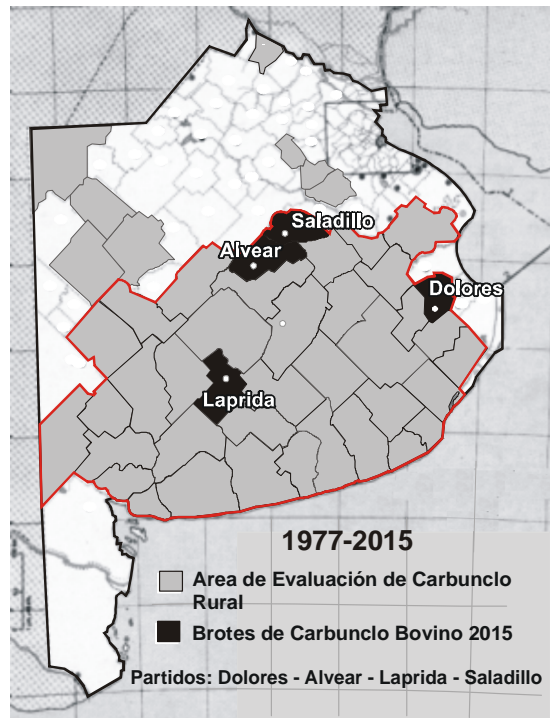 Saladillo
Alvear
Dolores
Laprida
1977-2015
Area de Evaluación de Carbunclo
Rural
Brotes de Carbunclo Bovino 2015
Partidos: Dolores - Alvear - Laprida - Saladillo